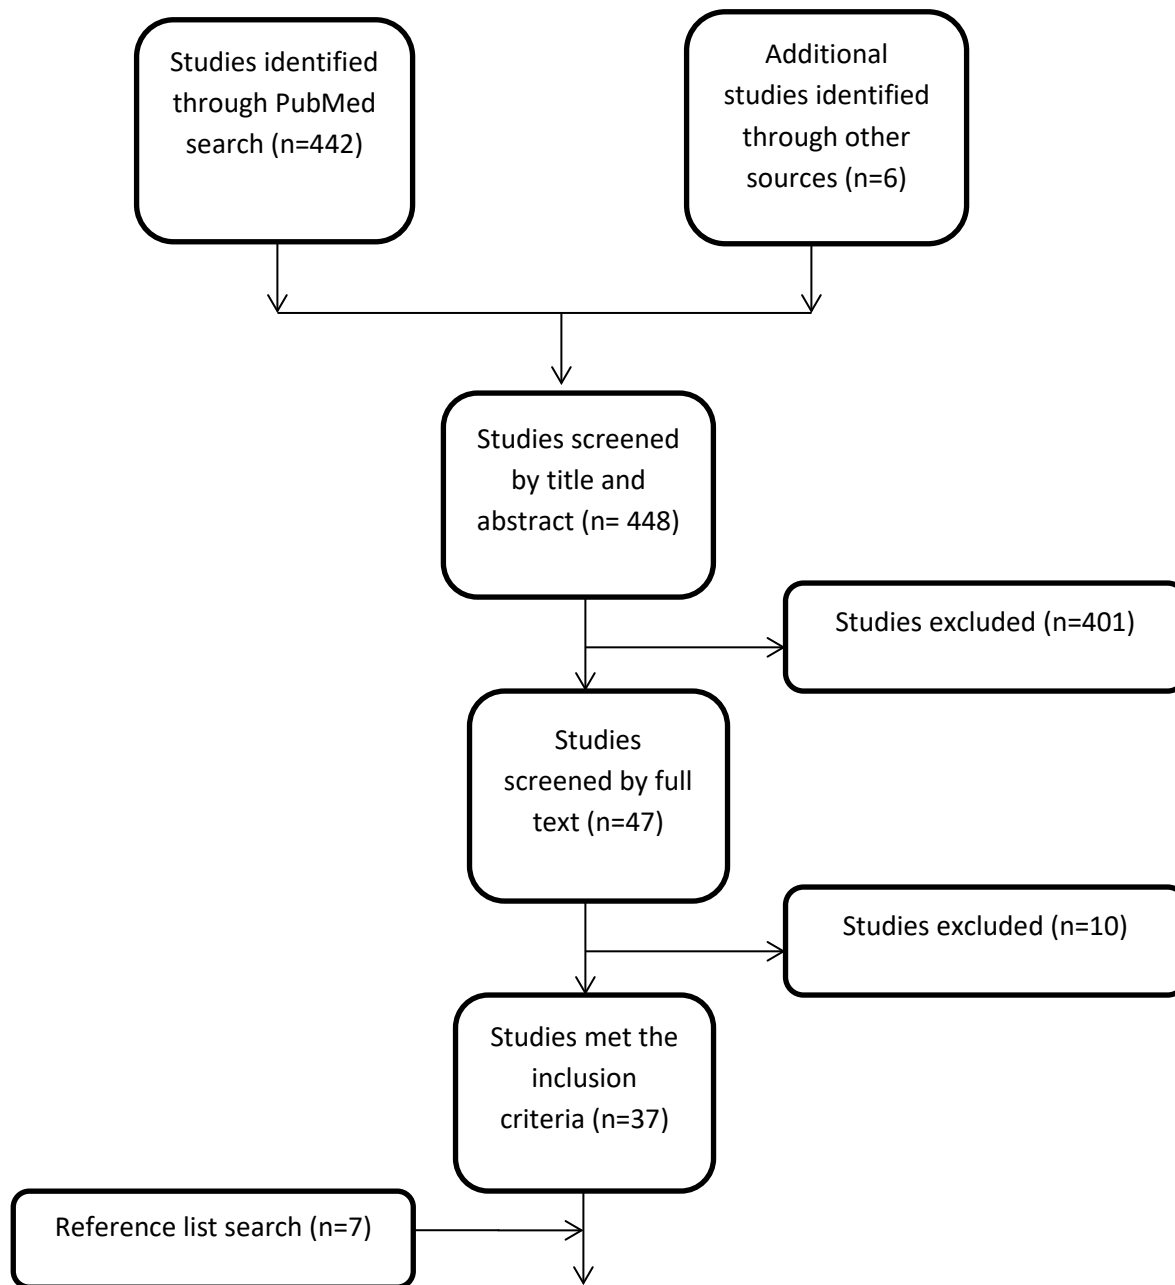 Studies identified
through PubMed
search (n=442)
Additional
studies identified
through other
sources (n=6)
Studies screened
by title and
abstract (n= 448)
Studies excluded (n=401)
Studies
screened by full
text (n=47)
Studies excluded (n=10)
Studies met the
inclusion
criteria (n=37)
Reference list search (n=7)